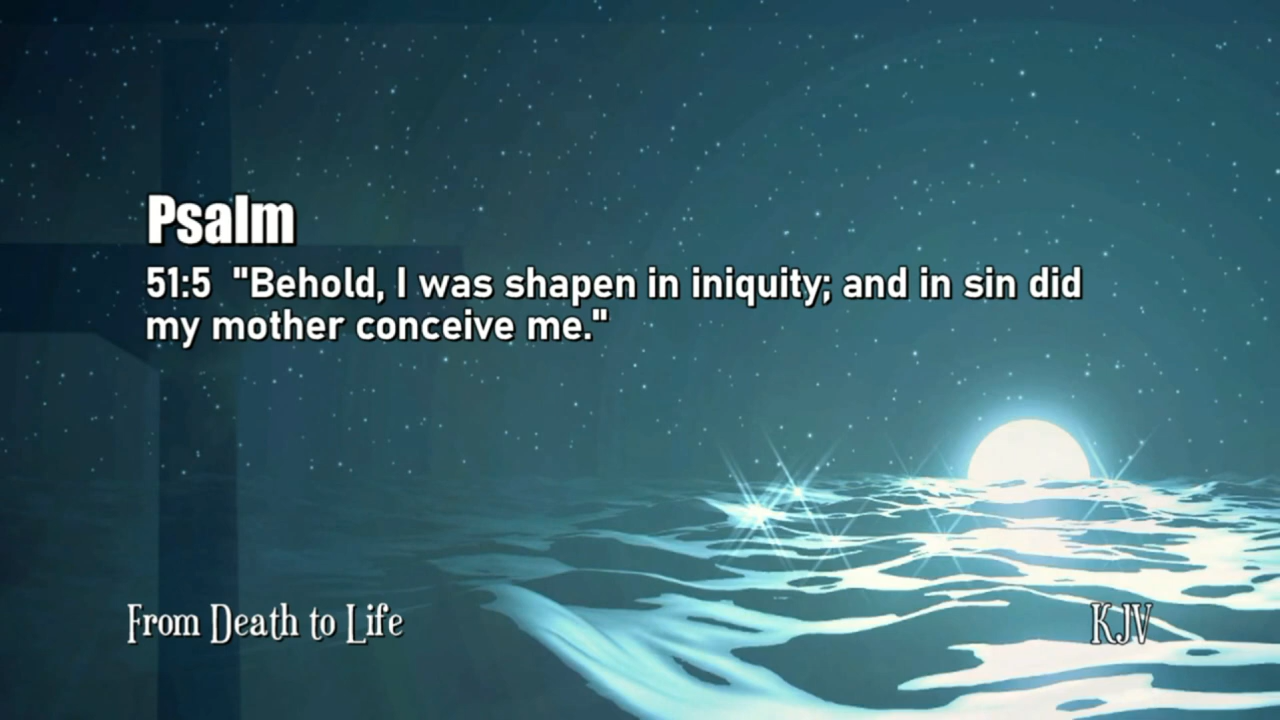 Psalm
51:5 "Behold, I was shapen in iniquity; and in sin did
my mother conceive me."
From Death to Life
KJV